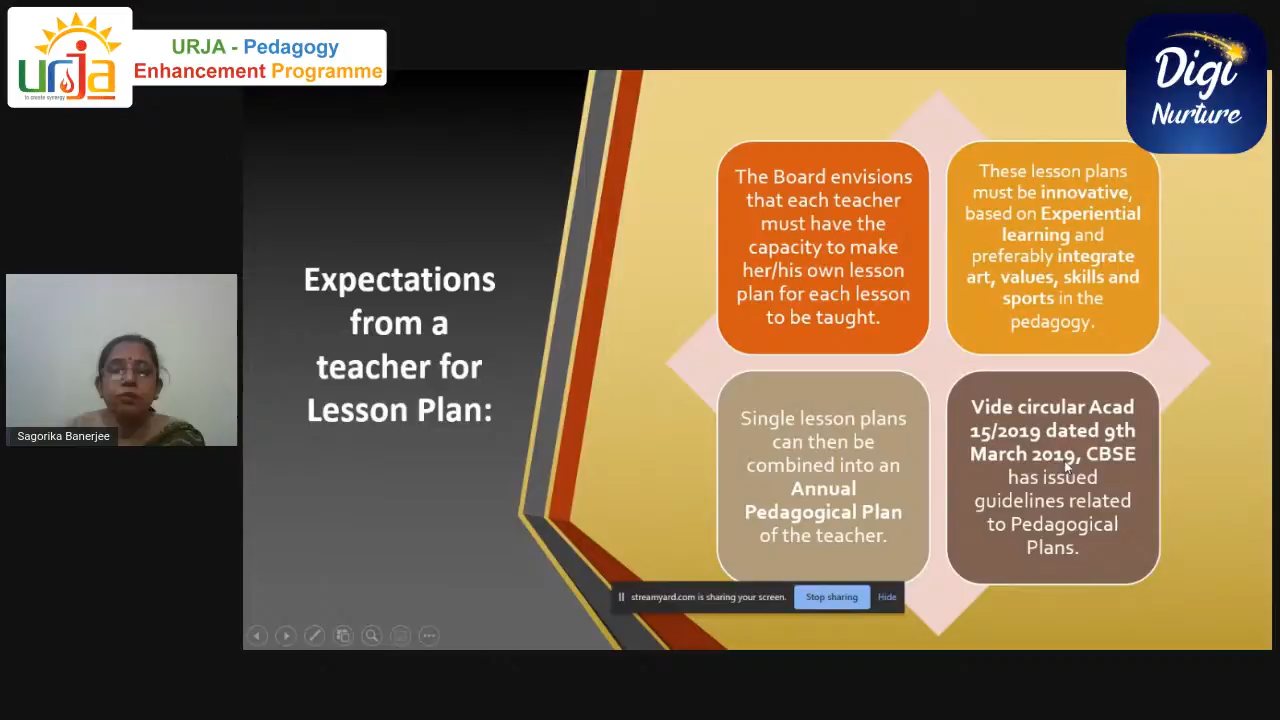 urja
to create synergy
URJA - Pedagogy
Enhancement Programme
Digi
Nurture
Expectations
from a
teacher for
Lesson Plan:
The Board envisions
that each teacher
must have the
capacity to make
her/his own lesson
plan for each lesson
to be taught.
These lesson plans
must be innovative,
based on Experiential
learning and
preferably integrate
art, values, skills and
sports in the
pedagogy.
Single lesson plans
can then be
combined into an
Annual
Pedagogical Plan
of the teacher.
Vide circular Acad
15/2019 dated 9th
March 2019, CBSE
has issued
guidelines related
to Pedagogical
Plans.
Sagorika Banerjee
streamyard.com is sharing your screen.
Stop sharing
Hide